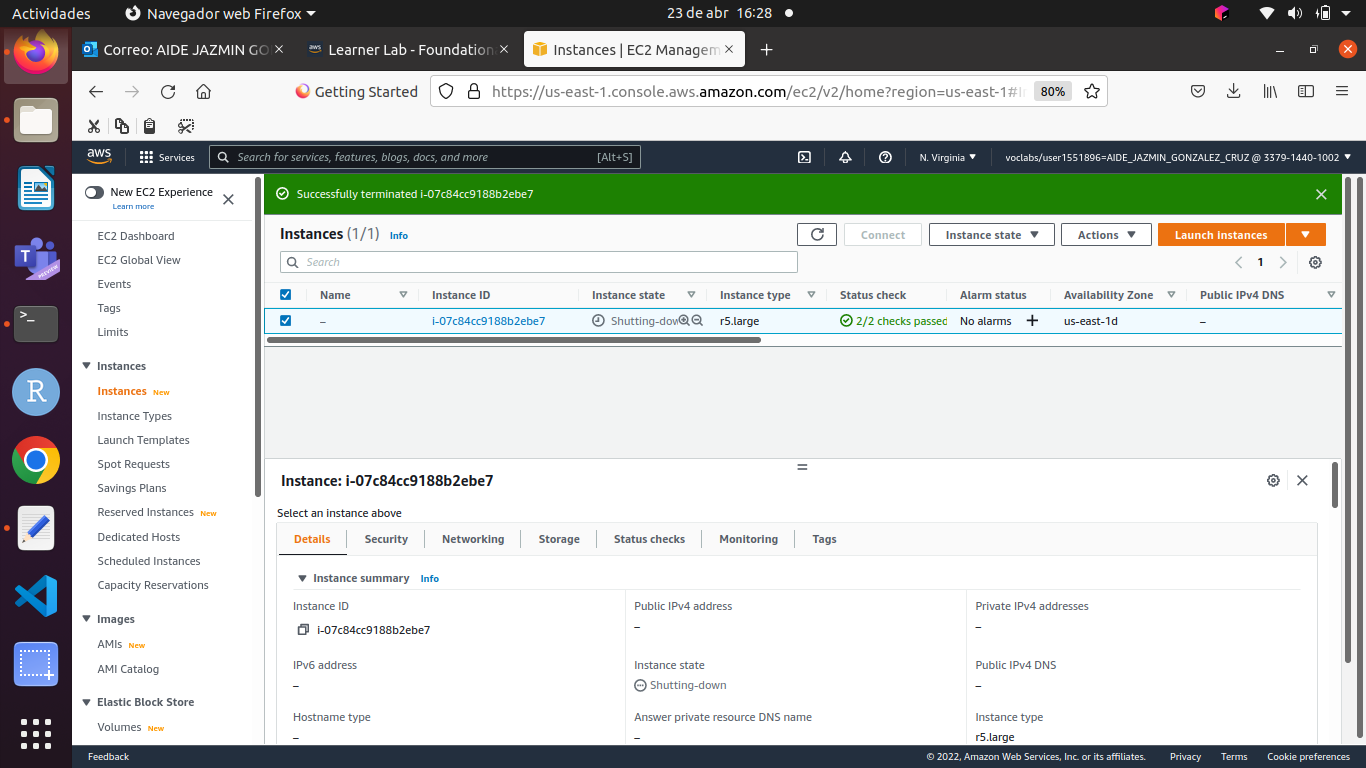 Actividades
Navegador web Firefox
23 de abr 16:28
Correo: AIDE JAZMIN GO
Learner Lab - Foundation
Instances | EC2 Managem
Getting Started
https://us-east-1.console.aws.amazon.com/ec2/v2/home?region=us-east-1#I
80%
aws
Services
Search for services, features, blogs, docs, and more
[Alt+S]
N. Virginia
voclabs/user1551896=AIDE_JAZMIN_GONZALEZ_CRUZ @ 3379-1440-1002
New EC2 Experience
Learn more
EC2 Dashboard
EC2 Global View
Events
Tags
Limits
Instances
Instances New
Instance Types
Launch Templates
Spot Requests
Savings Plans
Reserved Instances New
Dedicated Hosts
Scheduled Instances
Capacity Reservations
Images
AMIs New
AMI Catalog
Elastic Block Store
Volumes New
Successfully terminated i-07c84cc9188b2ebe7
Instances (1/1) Info
Connect
Instance state
Actions
Launch instances
Search
1
Name
Instance ID
Instance state
Instance type
Status check
Alarm status
Availability Zone
Public IPv4 DNS
–
i-07c84cc9188b2ebe7
Shutting-dow
r5.large
2/2 checks passed
No alarms
us-east-1d
–
Instance: i-07c84cc9188b2ebe7
Select an instance above
Details
Security
Networking
Storage
Status checks
Monitoring
Tags
Instance summary Info
Instance ID
Public IPv4 address
Private IPv4 addresses
i-07c84cc9188b2ebe7
–
–
IPv6 address
Instance state
Public IPv4 DNS
–
Shutting-down
–
Hostname type
Answer private resource DNS name
Instance type
–
–
r5.large
T
PREVIEW
>_
R
Feedback
© 2022, Amazon Web Services, Inc. or its affiliates.
Privacy
Terms
Cookie preferences